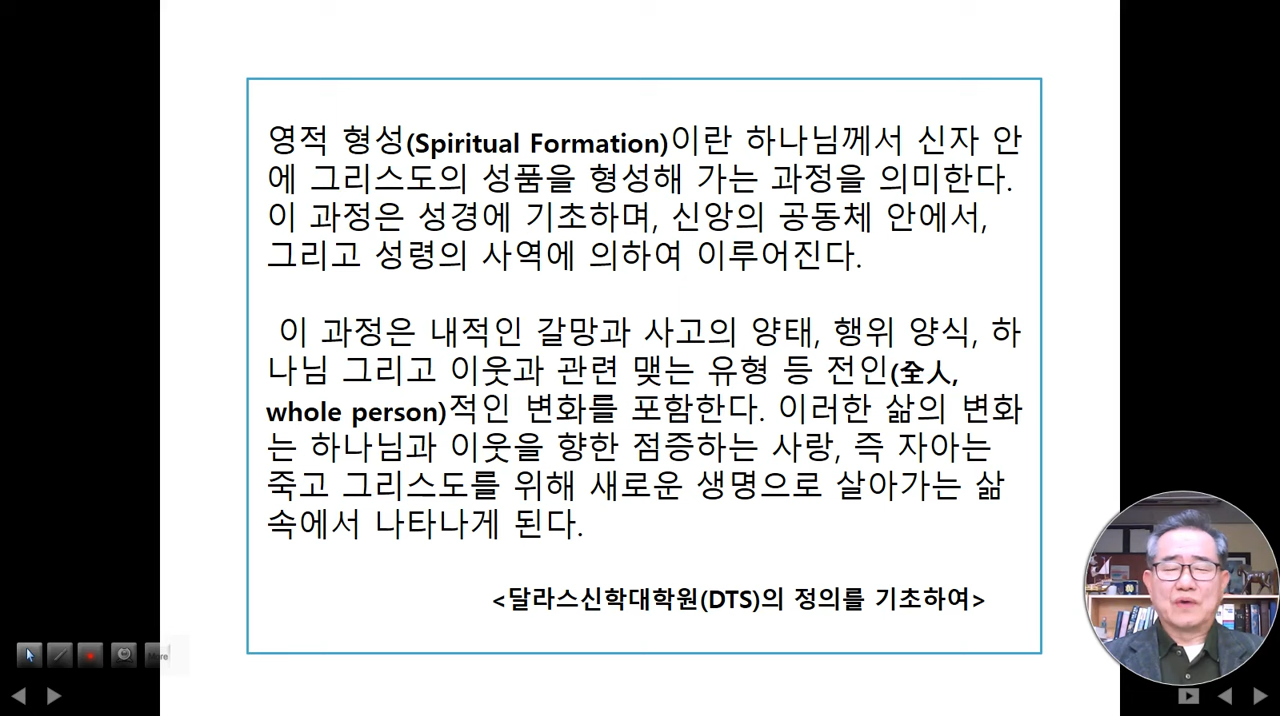 영적 형성(Spiritual Formation)이란 하나님께서 신자 안
에 그리스도의 성품을 형성해 가는 과정을 의미한다.
이 과정은 성경에 기초하며, 신앙의 공동체 안에서,
그리고 성령의 사역에 의하여 이루어진다.
이 과정은 내적인 갈망과 사고의 양태, 행위 양식, 하
나님 그리고 이웃과 관련 맺는 유형 등 전인(全人,
whole person)적인 변화를 포함한다. 이러한 삶의 변화
는 하나님과 이웃을 향한 점증하는 사랑, 즉 자아는
죽고 그리스도를 위해 새로운 생명으로 살아가는 삶
속에서 나타나게 된다.
<달라스신학대학원(DTS)의 정의를 기초하여>
More